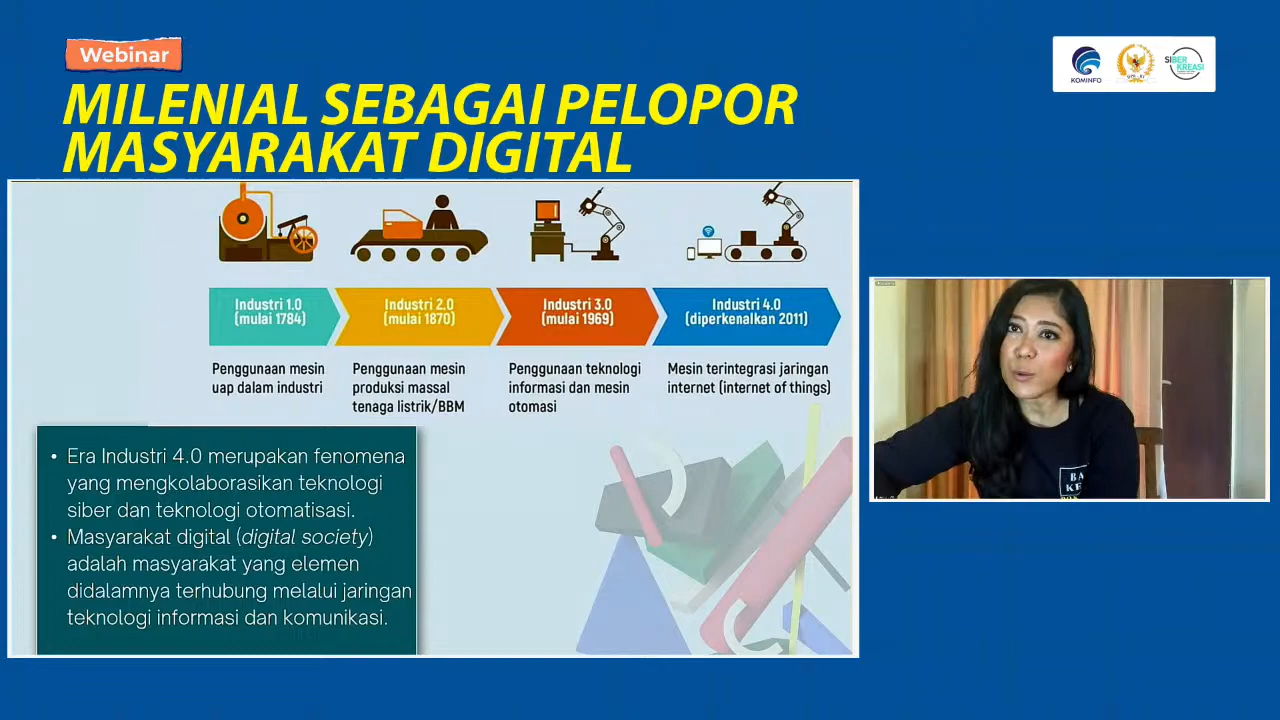 Webinar
MILENIAL SEBAGAI PELOPOR
MASYARAKAT DIGITAL
KOMINFO
SIBER
KREASI
Industri 1.0
(mulai 1784)
Industri 2.0
(mulai 1870)
Industri 3.0
(mulai 1969)
Industri 4.0
(diperkenalkan 2011)
Penggunaan mesin
uap dalam industri
Penggunaan mesin
produksi massal
tenaga listrik/BBM
Penggunaan teknologi
informasi dan mesin
otomasi
Mesin terintegrasi jaringan
internet (internet of things)
• Era Industri 4.0 merupakan fenomena
yang mengkolaborasikan teknologi
siber dan teknologi otomatisasi.
• Masyarakat digital (digital society)
adalah masyarakat yang elemen
didalamnya terhubung melalui jaringan
teknologi informasi dan komunikasi.
BA
KE